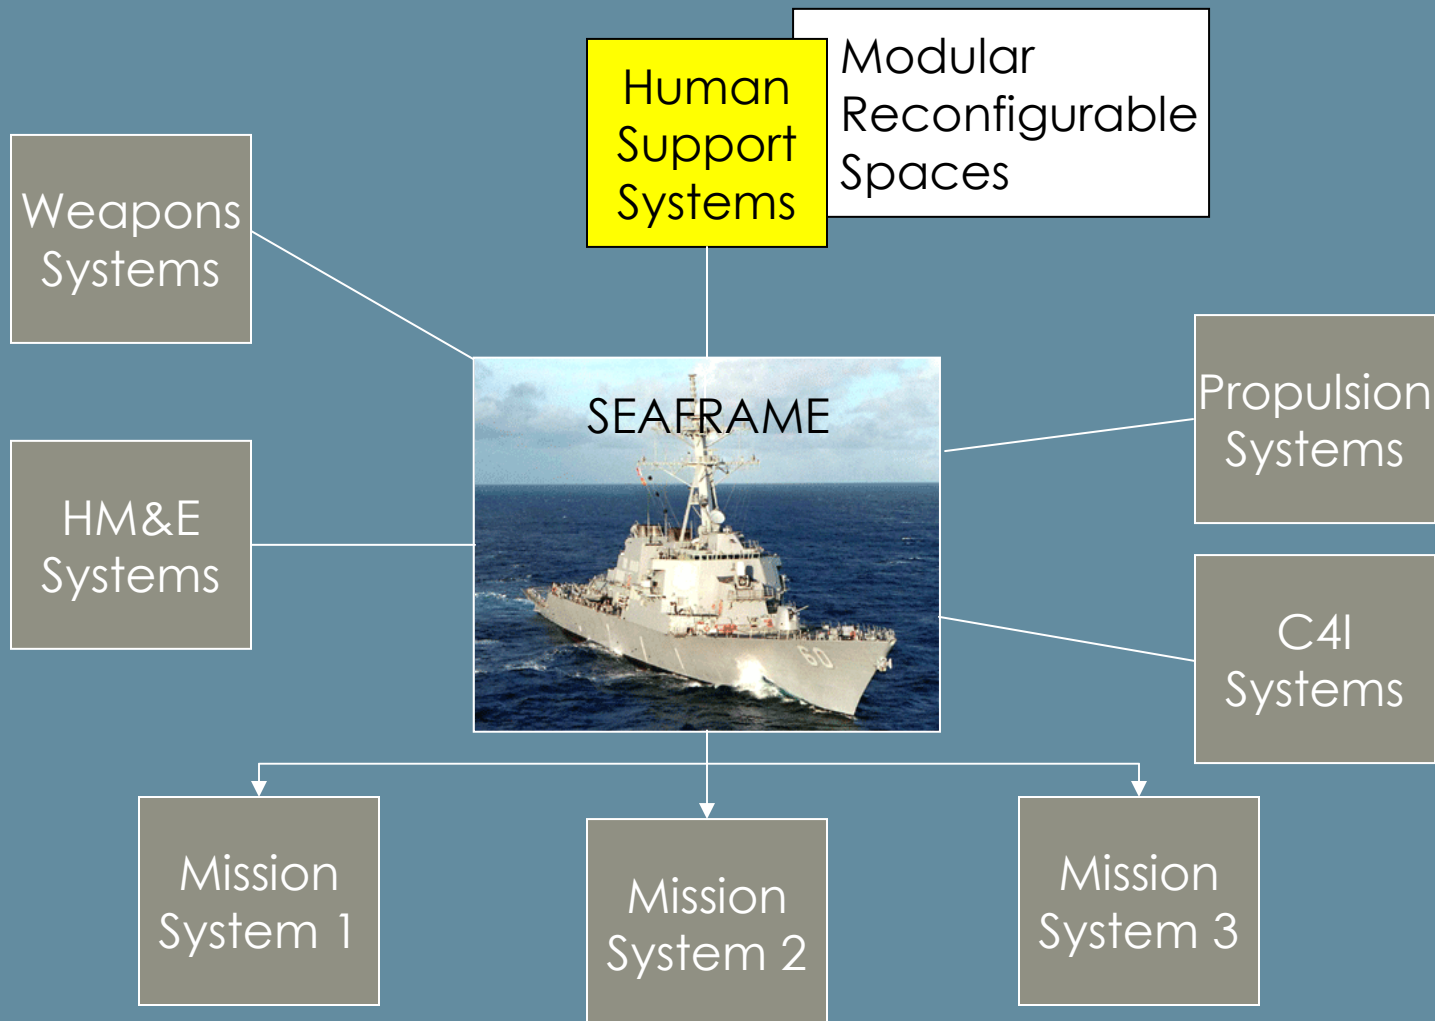 Human
Support
Systems
Modular
Reconfigurable
Spaces
Weapons
Systems
SEAFRAME
Propulsion
Systems
HM&E
Systems
60
C4I
Systems
Mission
System 1
Mission
System 2
Mission
System 3